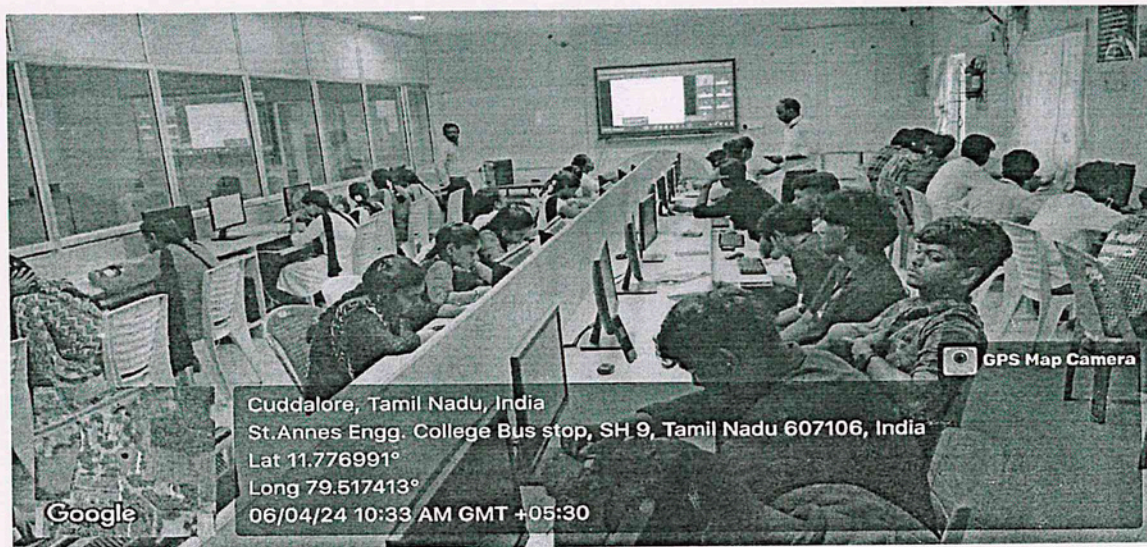 GPS Map Camera
Cuddalore, Tamil Nadu, India
St.Annes Engg. College Bus stop, SH 9, Tamil Nadu 607106, India
Lat 11.776991°
Long 79.517413°
06/04/24 10:33 AM GMT +05:30
Google